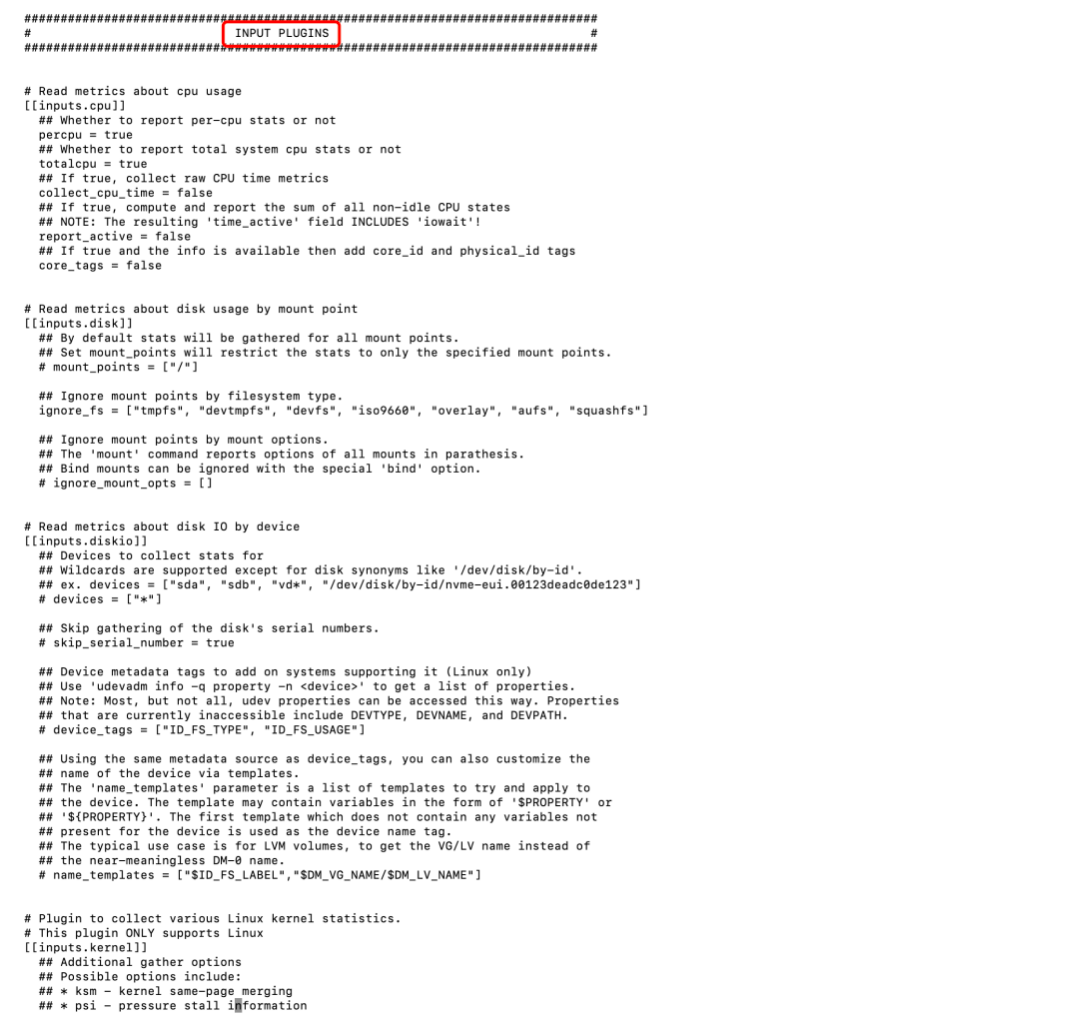 ###############################################################################
#                            INPUT PLUGINS                                    #
###############################################################################


# Read metrics about cpu usage
[[inputs.cpu]]
  ## Whether to report per-cpu stats or not
  percpu = true
  ## Whether to report total system cpu stats or not
  totalcpu = true
  ## If true, collect raw CPU time metrics
  collect_cpu_time = false
  ## If true, compute and report the sum of all non-idle CPU states
  ## NOTE: The resulting 'time_active' field INCLUDES 'iowait'!
  report_active = false
  ## If true and the info is available then add core_id and physical_id tags
  core_tags = false


# Read metrics about disk usage by mount point
[[inputs.disk]]
  ## By default stats will be gathered for all mount points.
  ## Set mount_points will restrict the stats to only the specified mount points.
  # mount_points = ["/"]

  ## Ignore mount points by filesystem type.
  ignore_fs = ["tmpfs", "devtmpfs", "devfs", "iso9660", "overlay", "aufs", "squashfs"]

  ## Ignore mount points by mount options.
  ## The 'mount' command reports options of all mounts in parathesis.
  ## Bind mounts can be ignored with the special 'bind' option.
  # ignore_mount_opts = []


# Read metrics about disk IO by device
[[inputs.diskio]]
  ## Devices to collect stats for
  ## Wildcards are supported except for disk synonyms like '/dev/disk/by-id'.
  ## ex. devices = ["sda", "sdb", "vd*", "/dev/disk/by-id/nvme-eui.00123deadc0de123"]
  # devices = ["*"]

  ## Skip gathering of the disk's serial numbers.
  # skip_serial_number = true

  ## Device metadata tags to add on systems supporting it (Linux only)
  ## Use 'udevadm info -q property -n <device>' to get a list of properties.
  ## Note: Most, but not all, udev properties can be accessed this way. Properties
  ## that are currently inaccessible include DEVTYPE, DEVNAME, and DEVPATH.
  # device_tags = ["ID_FS_TYPE", "ID_FS_USAGE"]

  ## Using the same metadata source as device_tags, you can also customize the
  ## name of the device via templates.
  ## The 'name_templates' parameter is a list of templates to try and apply to
  ## the device. The template may contain variables in the form of '$PROPERTY' or
  ## '${PROPERTY}'. The first template which does not contain any variables not
  ## present for the device is used as the device name tag.
  ## The typical use case is for LVM volumes, to get the VG/LV name instead of
  ## the near-meaningless DM-0 name.
  # name_templates = ["$ID_FS_LABEL","$DM_VG_NAME/$DM_LV_NAME"]


# Plugin to collect various Linux kernel statistics.
# This plugin ONLY supports Linux
[[inputs.kernel]]
  ## Additional gather options
  ## Possible options include:
  ## * ksm - kernel same-page merging
  ## * psi - pressure stall information